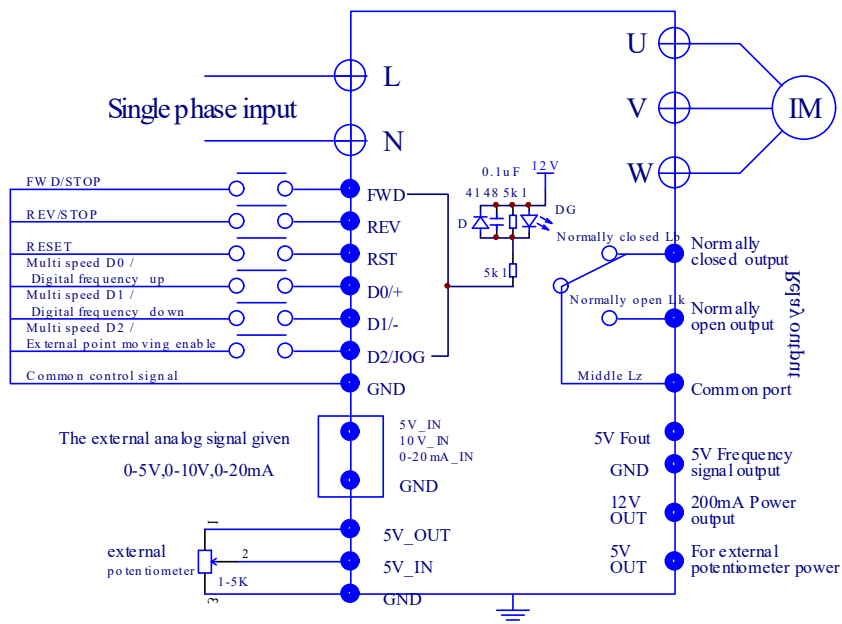 L
Single phase input
N
FWD/STOP
FWD
REV/STOP
REV
RESET
RST
Multi speed D0 /
Digital frequency up
D0/+
Multi speed D1 /
Digital frequency down
D1/-
Multi speed D2 /
External point moving enable
D2/JOG
Common control signal
GND
The external analog signal given
0-5V,0-10V,0-20mA
5V_IN
10V_IN
0-20mA_IN
GND
external
potentiometer
1
2
3
1-5K
5V_OUT
5V_IN
GND
0.1uF
12V
4148 5k1
D
DG
5k1
U
V
W
IM
Normally closed Lb
Normally
closed output
Normally open Lk
Normally
open output
Middle Lz
Common port
Relay output
5V Fout
GND
5V Frequency
signal output
12V
OUT
200mA Power
output
5V
OUT
For external
potentiometer power